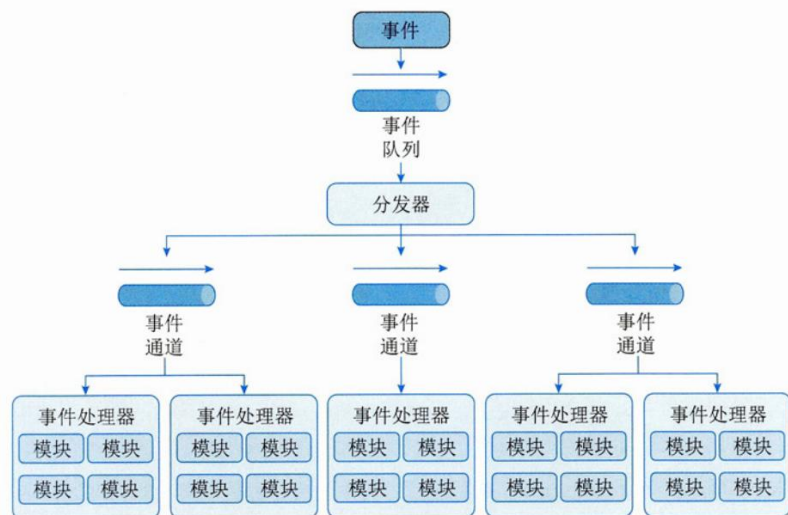 事件
事件
队列
分发器
事件
通道
事件
通道
事件
通道
事件处理器
模块 模块
模块 模块
事件处理器
模块 模块
模块 模块
事件处理器
模块 模块
模块 模块
事件处理器
模块 模块
模块 模块
事件处理器
模块 模块
模块 模块